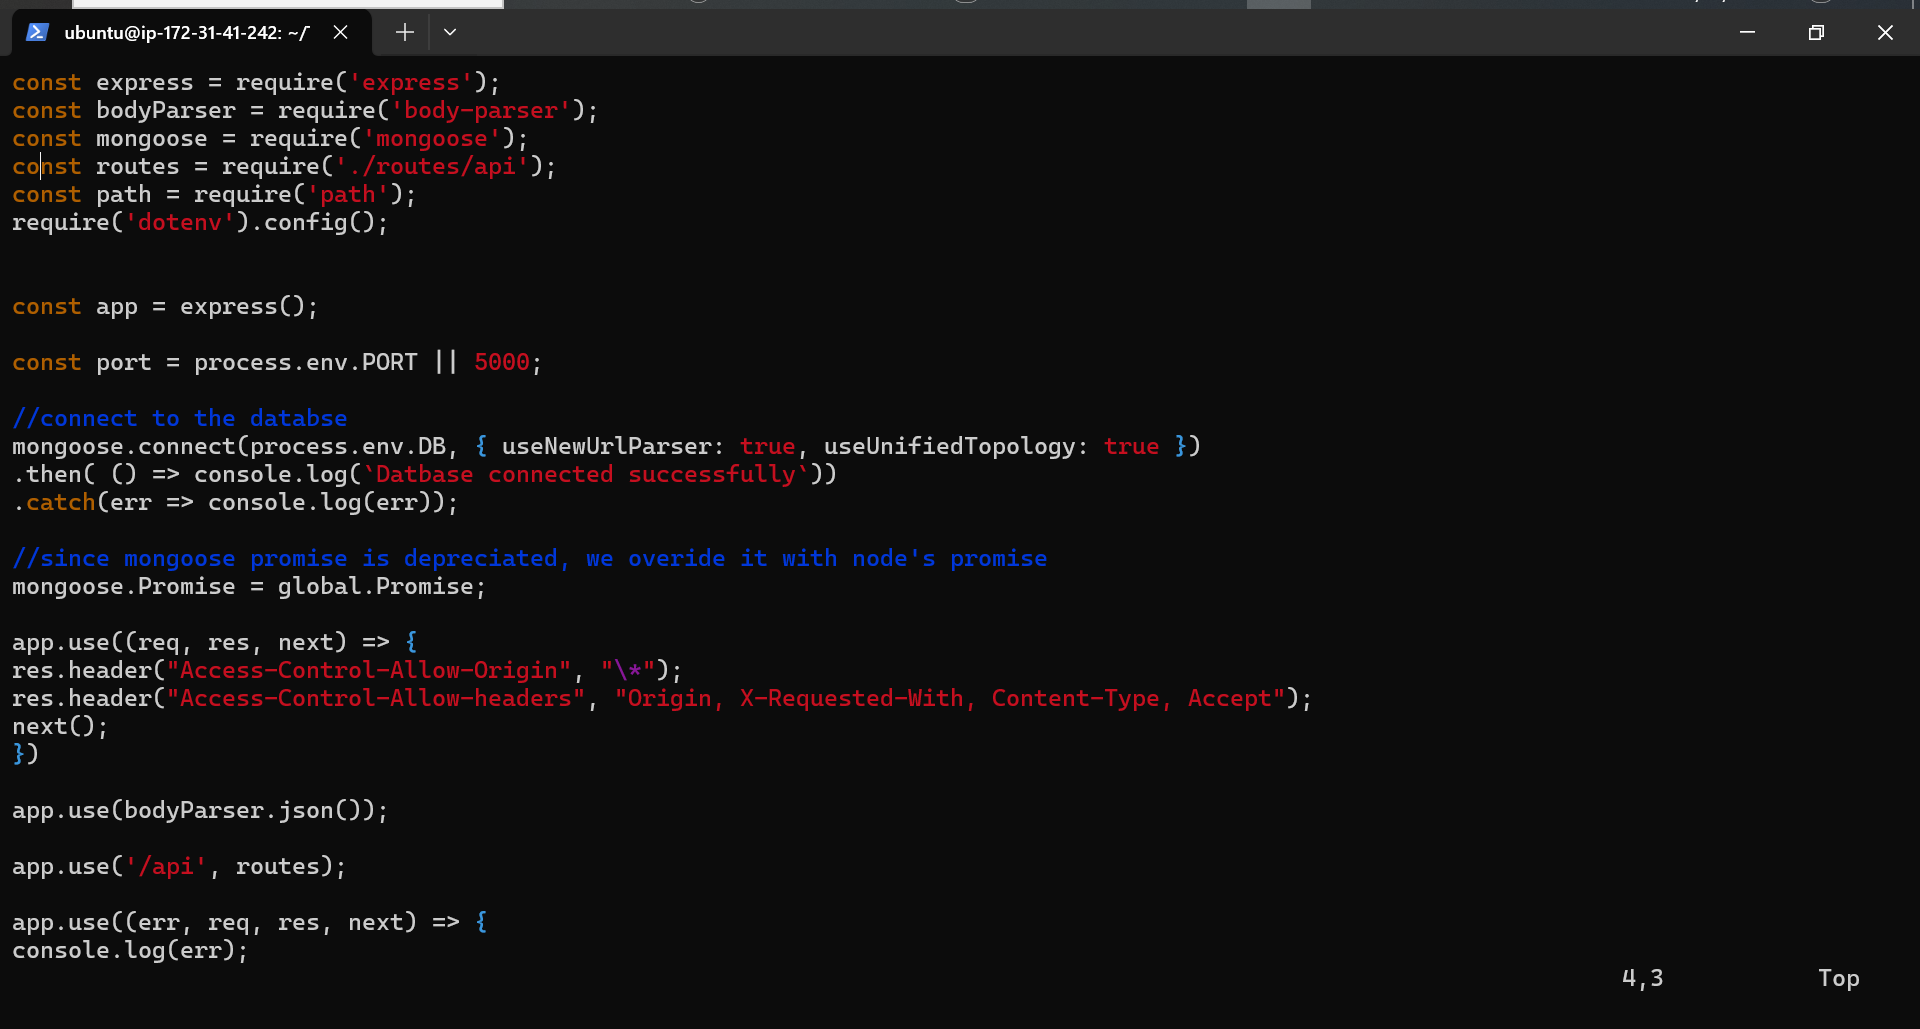 ubuntu@ip-172-31-41-242: ~/
const express = require('express');
const bodyParser = require('body-parser');
const mongoose = require('mongoose');
const routes = require('./routes/api');
const path = require('path');
require('dotenv').config();
const app = express();
const port = process.env.PORT || 5000;
//connect to the databse
mongoose.connect(process.env.DB, { useNewUrlParser: true, useUnifiedTopology: true })
.then( () => console.log(`Datbase connected successfully`))
.catch(err => console.log(err));
//since mongoose promise is depreciated, we overide it with node's promise
mongoose.Promise = global.Promise;
app.use((req, res, next) => {
res.header("Access-Control-Allow-Origin", "\*");
res.header("Access-Control-Allow-headers", "Origin, X-Requested-With, Content-Type, Accept");
next();
})
app.use(bodyParser.json());
app.use('/api', routes);
app.use((err, req, res, next) => {
console.log(err);
4,3 Top